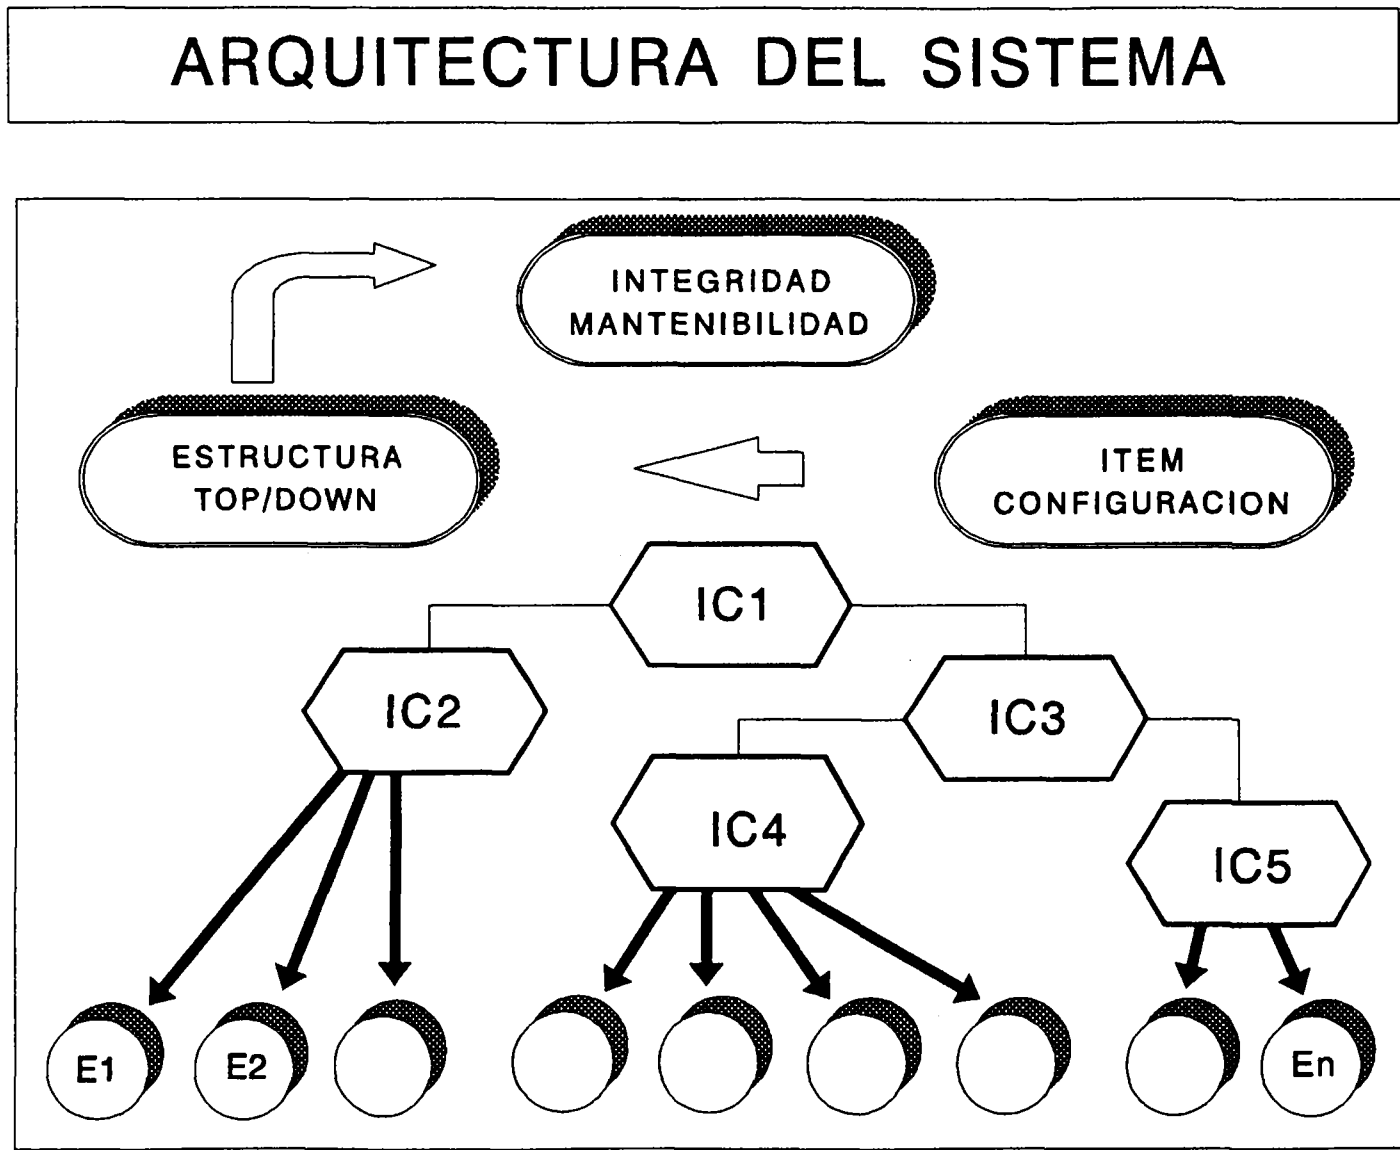 ARQUITECTURA DEL SISTEMA
INTEGRIDAD
MANTENIBILIDAD
ESTRUCTURA
TOP/DOWN
ITEM
CONFIGURACION
IC1
IC2
IC3
IC4
IC5
E1
E2
En